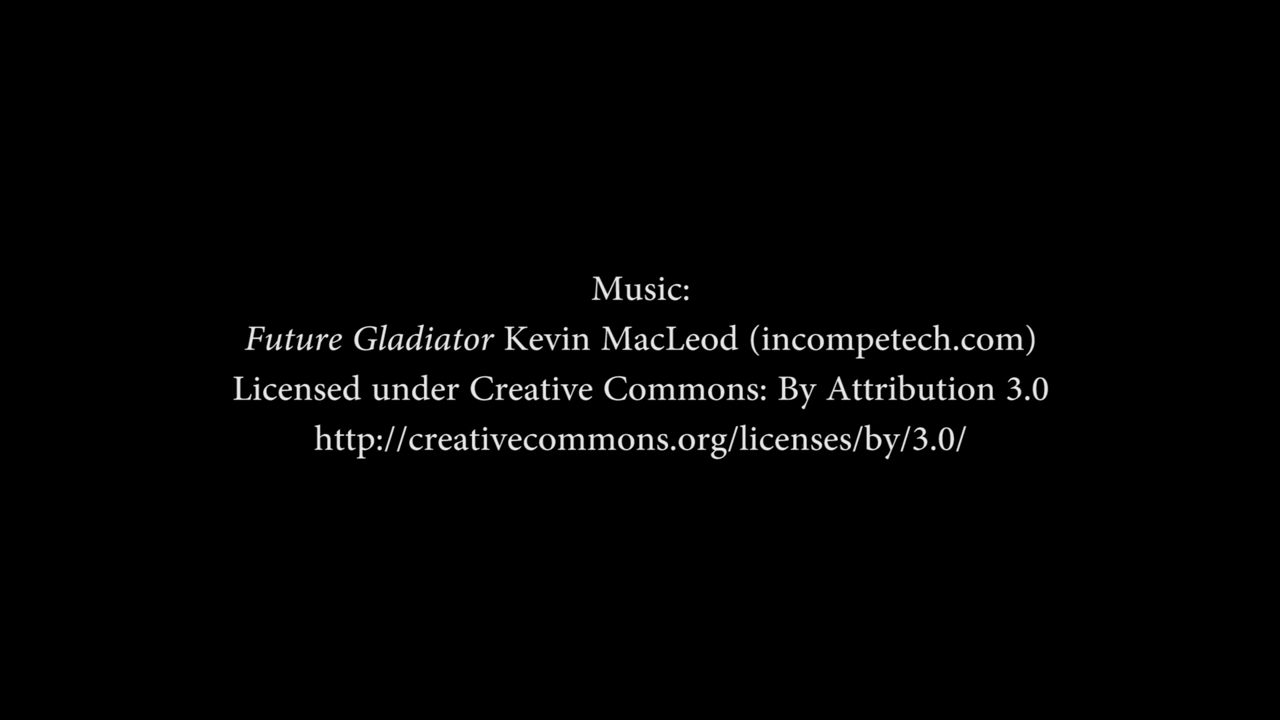 Music:
Future Gladiator Kevin MacLeod (incompetech.com)
Licensed under Creative Commons: By Attribution 3.0
http://creativecommons.org/licenses/by/3.0/